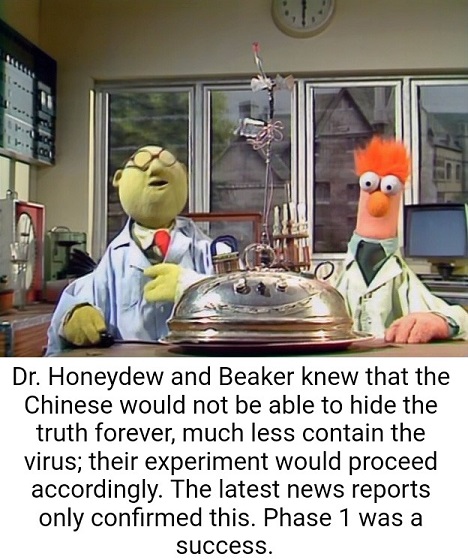 Dr. Honeydew and Beaker knew that the
Chinese would not be able to hide the
truth forever, much less contain the
virus; their experiment would proceed
accordingly. The latest news reports
only confirmed this. Phase 1 was a
success.